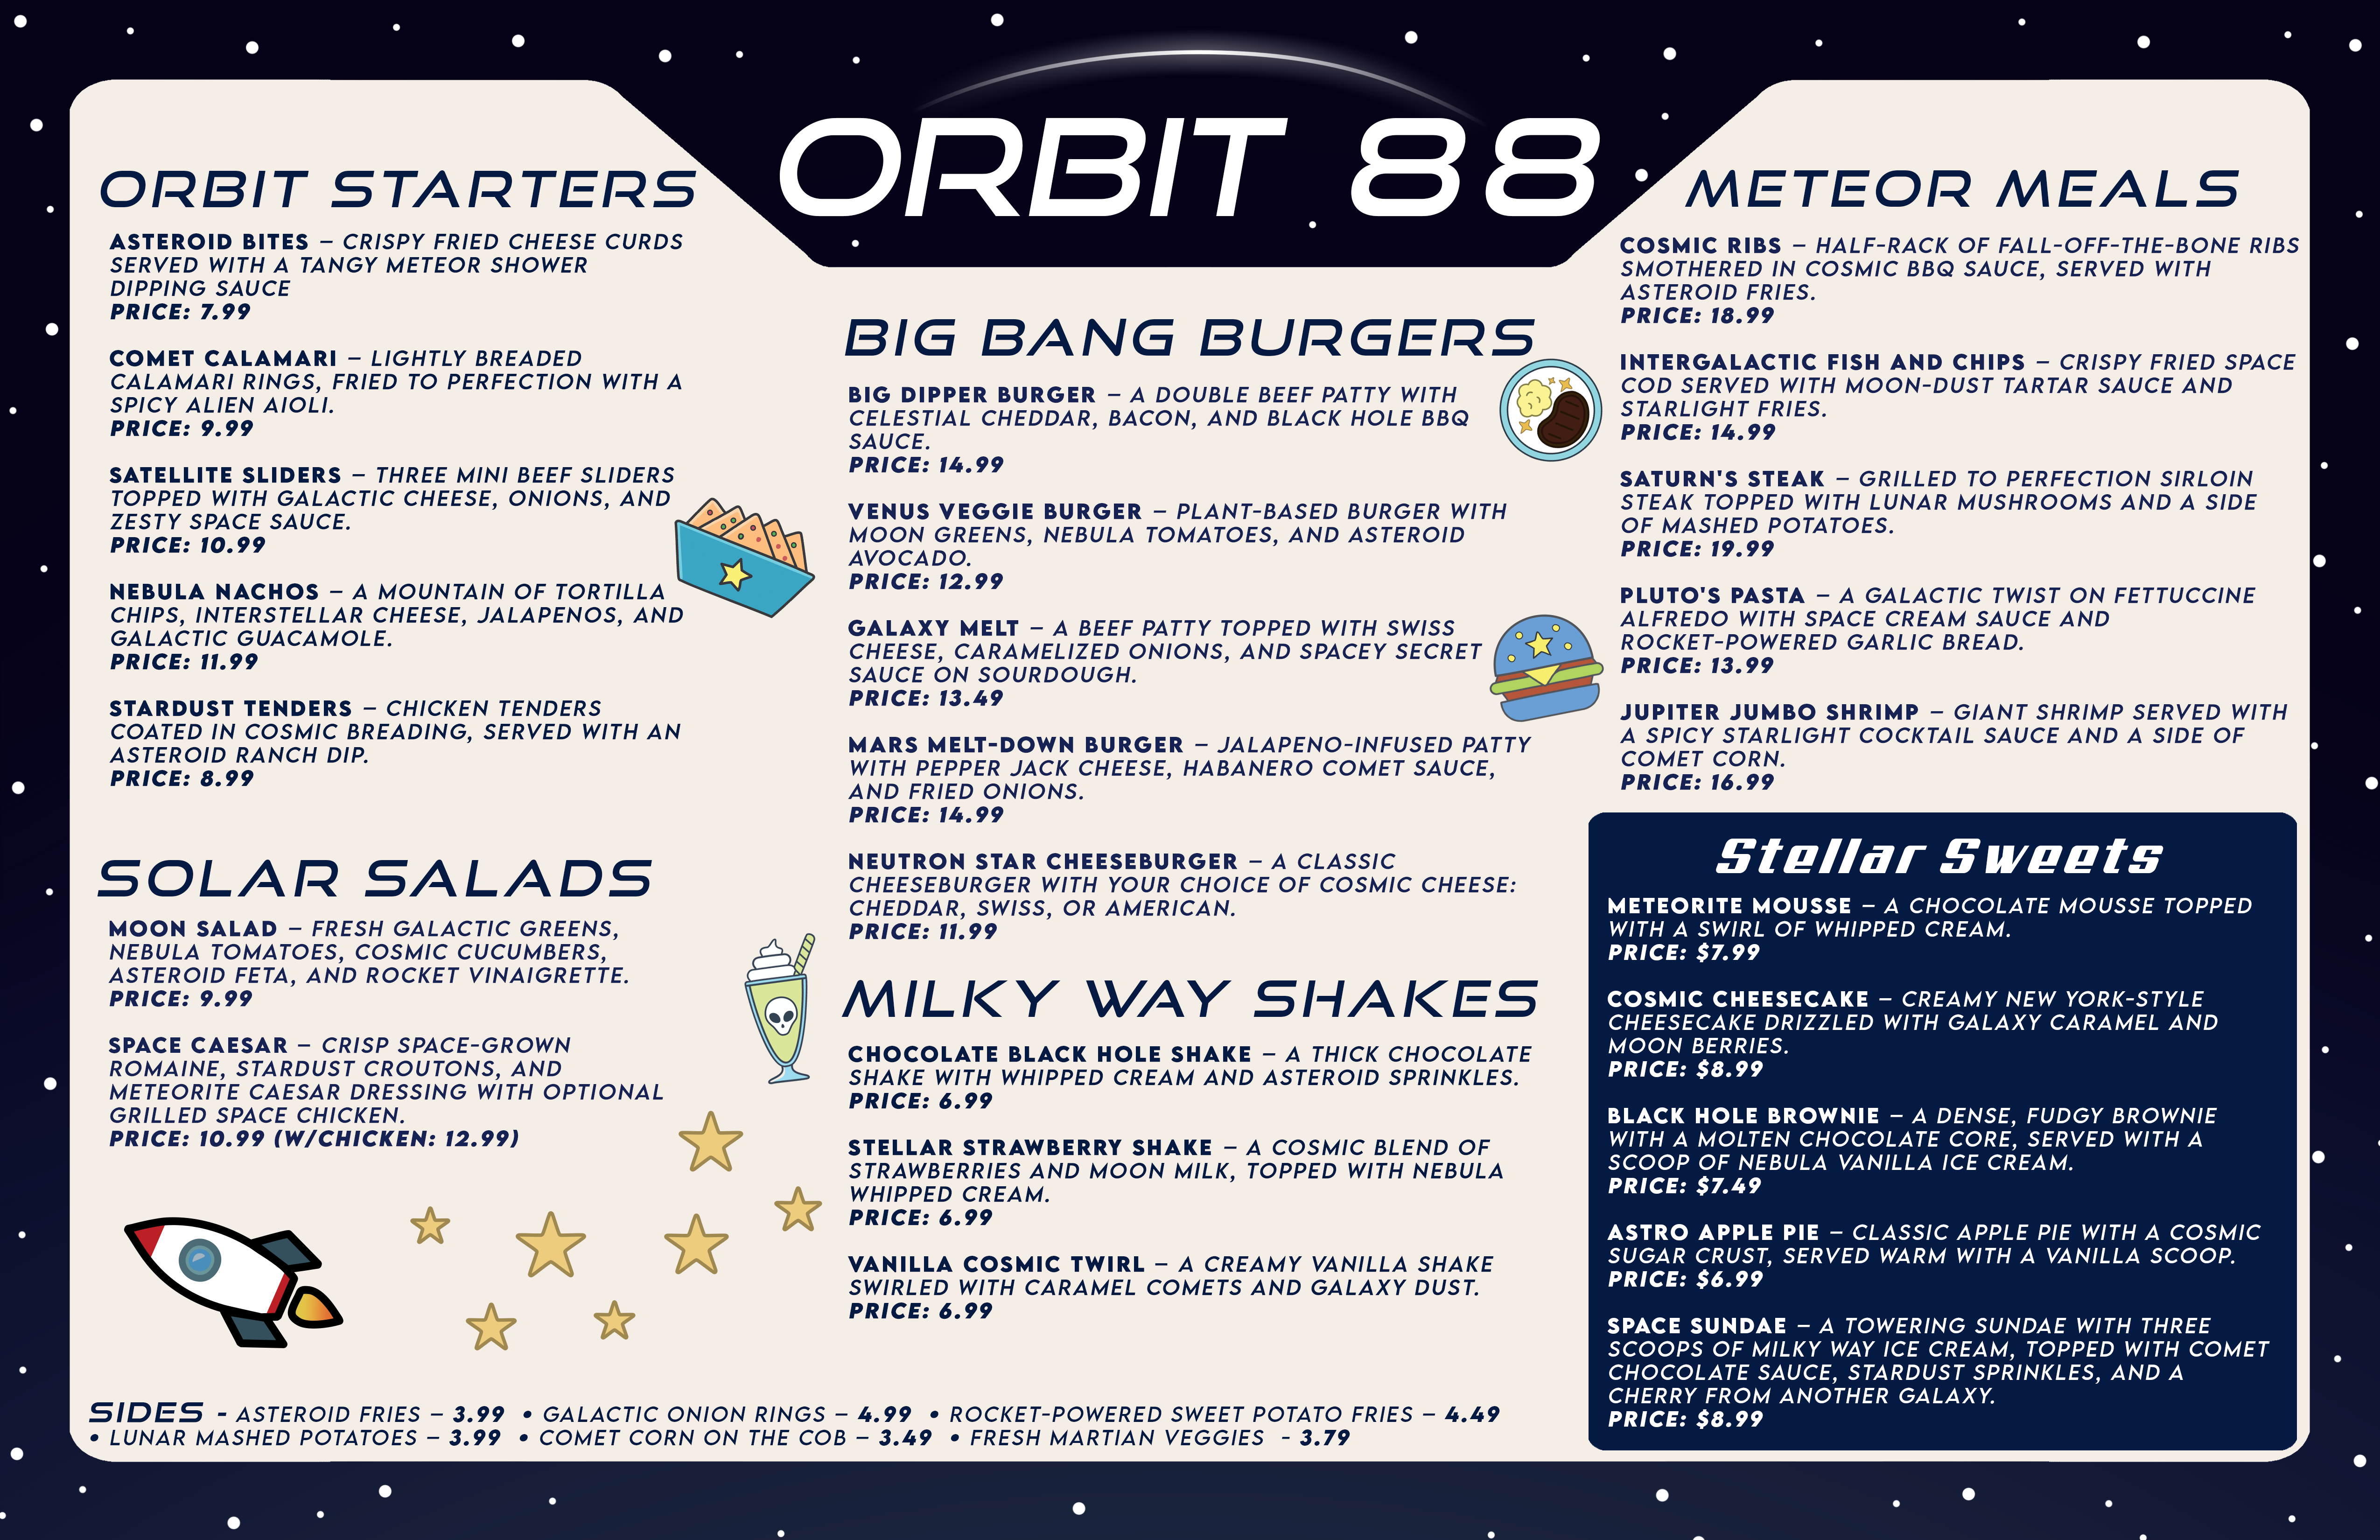 ORBIT 88
ORBIT STARTERS
ASTEROID BITES – CRISPY FRIED CHEESE CURDS
SERVED WITH A TANGY METEOR SHOWER
DIPPING SAUCE
PRICE: 7.99
COMET CALAMARI – LIGHTLY BREADED
CALAMARI RINGS, FRIED TO PERFECTION WITH A
SPICY ALIEN AIOLI.
PRICE: 9.99
SATELLITE SLIDERS – THREE MINI BEEF SLIDERS
TOPPED WITH GALACTIC CHEESE, ONIONS, AND
ZESTY SPACE SAUCE.
PRICE: 10.99
NEBULA NACHOS – A MOUNTAIN OF TORTILLA
CHIPS, INTERSTELLAR CHEESE, JALAPENOS, AND
GALACTIC GUACAMOLE.
PRICE: 11.99
STARDUST TENDERS – CHICKEN TENDERS
COATED IN COSMIC BREADING, SERVED WITH AN
ASTEROID RANCH DIP.
PRICE: 8.99
SOLAR SALADS
MOON SALAD – FRESH GALACTIC GREENS,
NEBULA TOMATOES, COSMIC CUCUMBERS,
ASTEROID FETA, AND ROCKET VINAIGRETTE.
PRICE: 9.99
SPACE CAESAR – CRISP SPACE-GROWN
ROMAINE, STARDUST CROUTONS, AND
METEORITE CAESAR DRESSING WITH OPTIONAL
GRILLED SPACE CHICKEN.
PRICE: 10.99 (W/CHICKEN: 12.99)
BIG BANG BURGERS
BIG DIPPER BURGER – A DOUBLE BEEF PATTY WITH
CELESTIAL CHEDDAR, BACON, AND BLACK HOLE BBQ
SAUCE.
PRICE: 14.99
VENUS VEGGIE BURGER – PLANT-BASED BURGER WITH
MOON GREENS, NEBULA TOMATOES, AND ASTEROID
AVOCADO.
PRICE: 12.99
GALAXY MELT – A BEEF PATTY TOPPED WITH SWISS
CHEESE, CARAMELIZED ONIONS, AND SPACEY SECRET
SAUCE ON SOURDOUGH.
PRICE: 13.49
MARS MELT-DOWN BURGER – JALAPENO-INFUSED PATTY
WITH PEPPER JACK CHEESE, HABANERO COMET SAUCE,
AND FRIED ONIONS.
PRICE: 14.99
NEUTRON STAR CHEESEBURGER – A CLASSIC
CHEESEBURGER WITH YOUR CHOICE OF COSMIC CHEESE:
CHEDDAR, SWISS, OR AMERICAN.
PRICE: 11.99
MILKY WAY SHAKES
CHOCOLATE BLACK HOLE SHAKE – A THICK CHOCOLATE
SHAKE WITH WHIPPED CREAM AND ASTEROID SPRINKLES.
PRICE: 6.99
STELLAR STRAWBERRY SHAKE – A COSMIC BLEND OF
STRAWBERRIES AND MOON MILK, TOPPED WITH NEBULA
WHIPPED CREAM.
PRICE: 6.99
VANILLA COSMIC TWIRL – A CREAMY VANILLA SHAKE
SWIRLED WITH CARAMEL COMETS AND GALAXY DUST.
PRICE: 6.99
METEOR MEALS
COSMIC RIBS – HALF-RACK OF FALL-OFF-THE-BONE RIBS
SMOTHERED IN COSMIC BBQ SAUCE, SERVED WITH
ASTEROID FRIES.
PRICE: 18.99
INTERGALACTIC FISH AND CHIPS – CRISPY FRIED SPACE
COD SERVED WITH MOON-DUST TARTAR SAUCE AND
STARLIGHT FRIES.
PRICE: 14.99
SATURN'S STEAK – GRILLED TO PERFECTION SIRLOIN
STEAK TOPPED WITH LUNAR MUSHROOMS AND A SIDE
OF MASHED POTATOES.
PRICE: 19.99
PLUTO'S PASTA – A GALACTIC TWIST ON FETTUCCINE
ALFREDO WITH SPACE CREAM SAUCE AND
ROCKET-POWERED GARLIC BREAD.
PRICE: 13.99
JUPITER JUMBO SHRIMP – GIANT SHRIMP SERVED WITH
A SPICY STARLIGHT COCKTAIL SAUCE AND A SIDE OF
COMET CORN.
PRICE: 16.99
Stellar Sweets
METEORITE MOUSSE – A CHOCOLATE MOUSSE TOPPED
WITH A SWIRL OF WHIPPED CREAM.
PRICE: $7.99
COSMIC CHEESECAKE – CREAMY NEW YORK-STYLE
CHEESECAKE DRIZZLED WITH GALAXY CARAMEL AND
MOON BERRIES.
PRICE: $8.99
BLACK HOLE BROWNIE – A DENSE, FUDGY BROWNIE
WITH A MOLTEN CHOCOLATE CORE, SERVED WITH A
SCOOP OF NEBULA VANILLA ICE CREAM.
PRICE: $7.49
ASTRO APPLE PIE – CLASSIC APPLE PIE WITH A COSMIC
SUGAR CRUST, SERVED WARM WITH A VANILLA SCOOP.
PRICE: $6.99
SPACE SUNDAE – A TOWERING SUNDAE WITH THREE
SCOOPS OF MILKY WAY ICE CREAM, TOPPED WITH COMET
CHOCOLATE SAUCE, STARDUST SPRINKLES, AND A
CHERRY FROM ANOTHER GALAXY.
PRICE: $8.99
SIDES - ASTEROID FRIES – 3.99 • GALACTIC ONION RINGS – 4.99 • ROCKET-POWERED SWEET POTATO FRIES – 4.49
• LUNAR MASHED POTATOES – 3.99 • COMET CORN ON THE COB – 3.49 • FRESH MARTIAN VEGGIES - 3.79